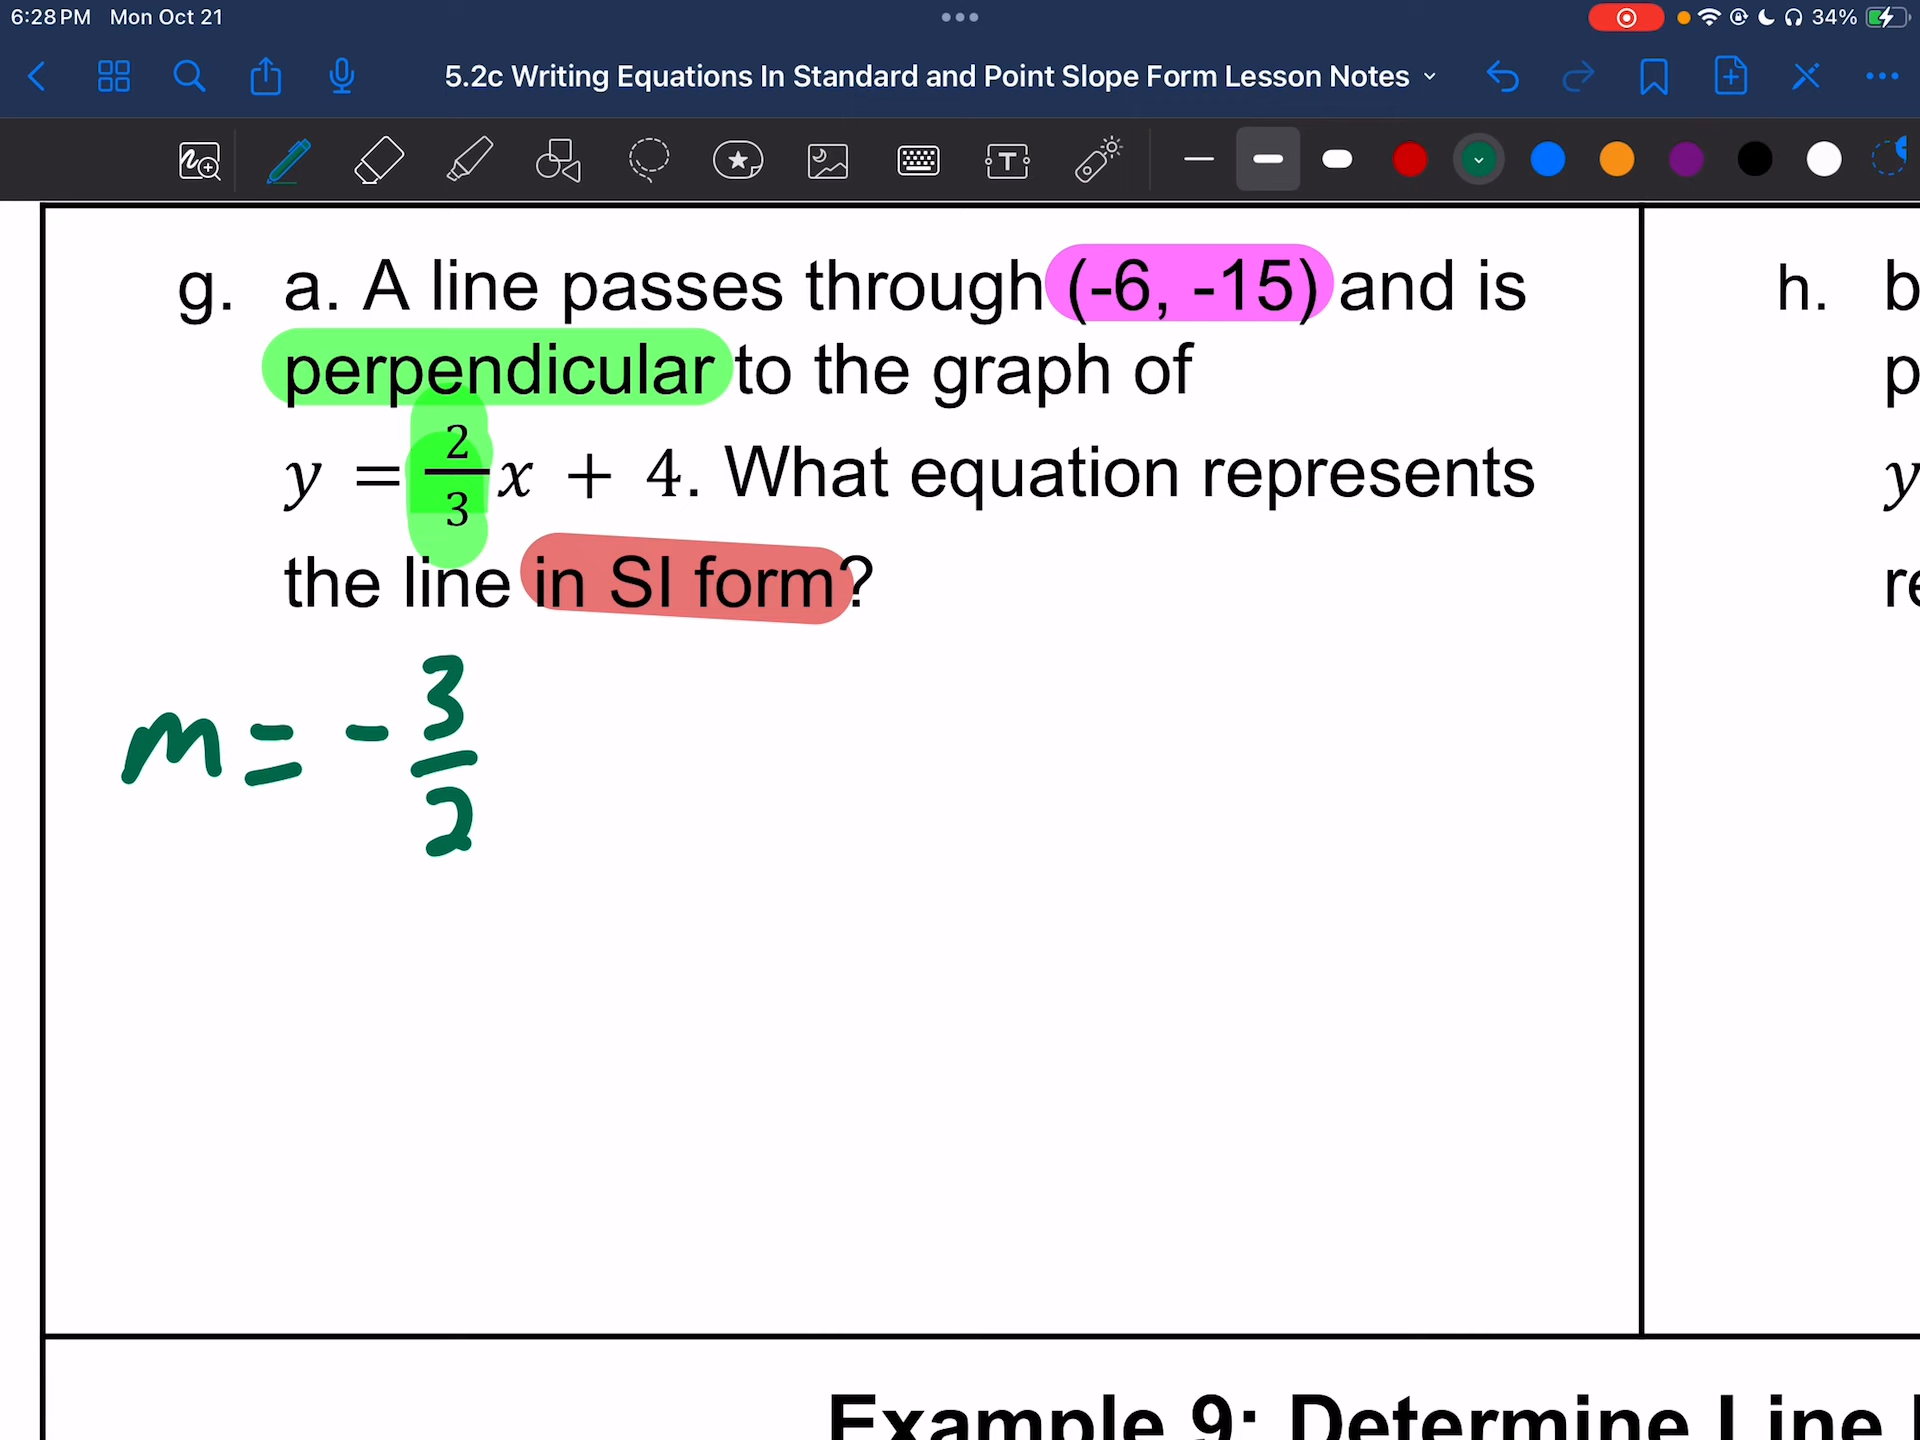 6:28 PM Mon Oct 21
34%
5.2c Writing Equations In Standard and Point Slope Form Lesson Notes
T
g. a. A line passes through (-6, -15) and is
perpendicular to the graph of
y = 2/3 x + 4. What equation represents
the line in SI form?
m = - 3/2
h. b
p
y
re
Example 9: Determine Line